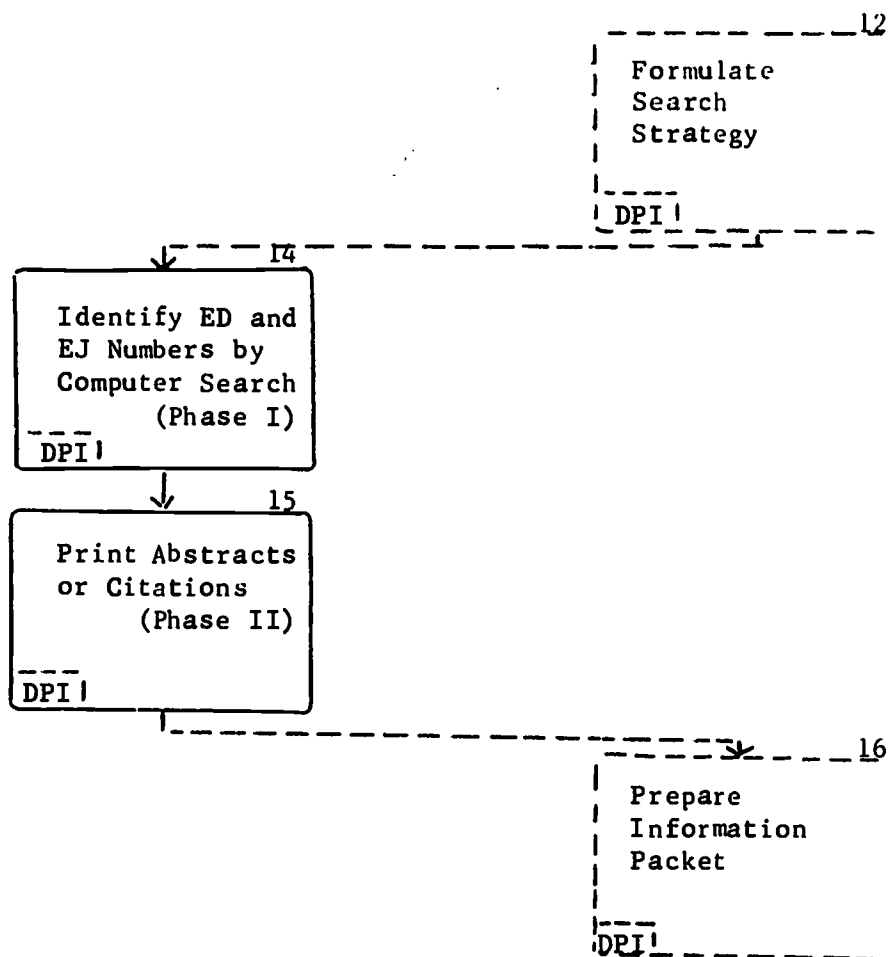 12
Formulate
Search
Strategy
DPI
14
Identify ED and
EJ Numbers by
Computer Search
(Phase I)
DPI
15
Print Abstracts
or Citations
(Phase II)
DPI
16
Prepare
Information
Packet
DPI